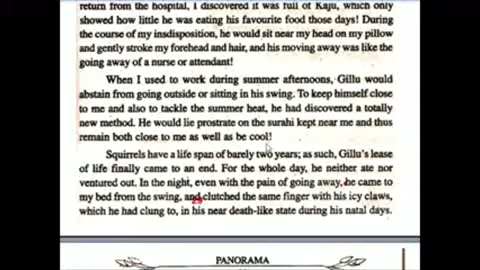 return from the hospital, I discovered it was full of Kaju, which only
showed how little he was eating his favourite food those days! During
the course of my insdisposition, he would sit near my head on my pillow
and gently stroke my forehead and hair, and his moving away was like the
going away of a nurse or attendant!
When I used to work during summer afternoons, Gillu would
abstain from going outside or sitting in his swing. To keep himself close
to me and also to tackle the summer heat, he had discovered a totally
new method. He would lie prostrate on the surahi kept near me and thus
remain both close to me as well as be cool!
Squirrels have a life span of barely two years; as such, Gillu's lease
of life finally came to an end. For the whole day, he neither ate nor
ventured out. In the night, even with the pain of going away, he came to
my bed from the swing, and clutched the same finger with his icy claws,
which he had clung to, in his near death-like state during his natal days.
PANORAMA